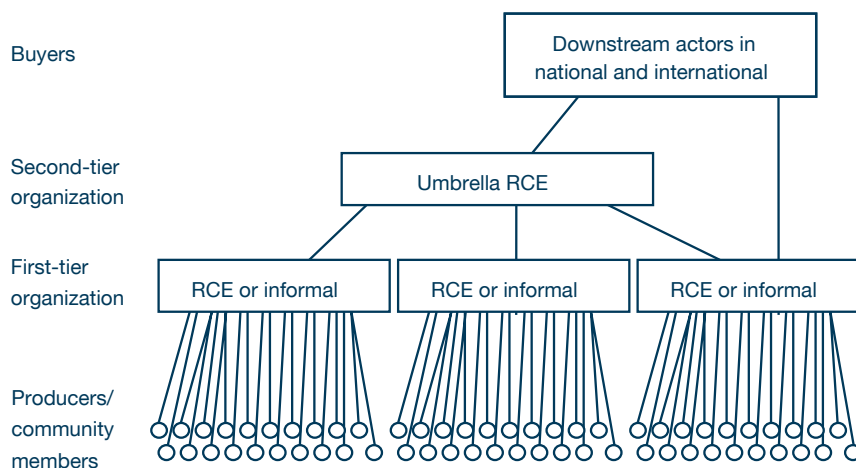 Buyers
Downstream actors in
national and international
Second-tier
organization
Umbrella RCE
First-tier
organization
RCE or informal
RCE or informal
RCE or informal
Producers/
community
members